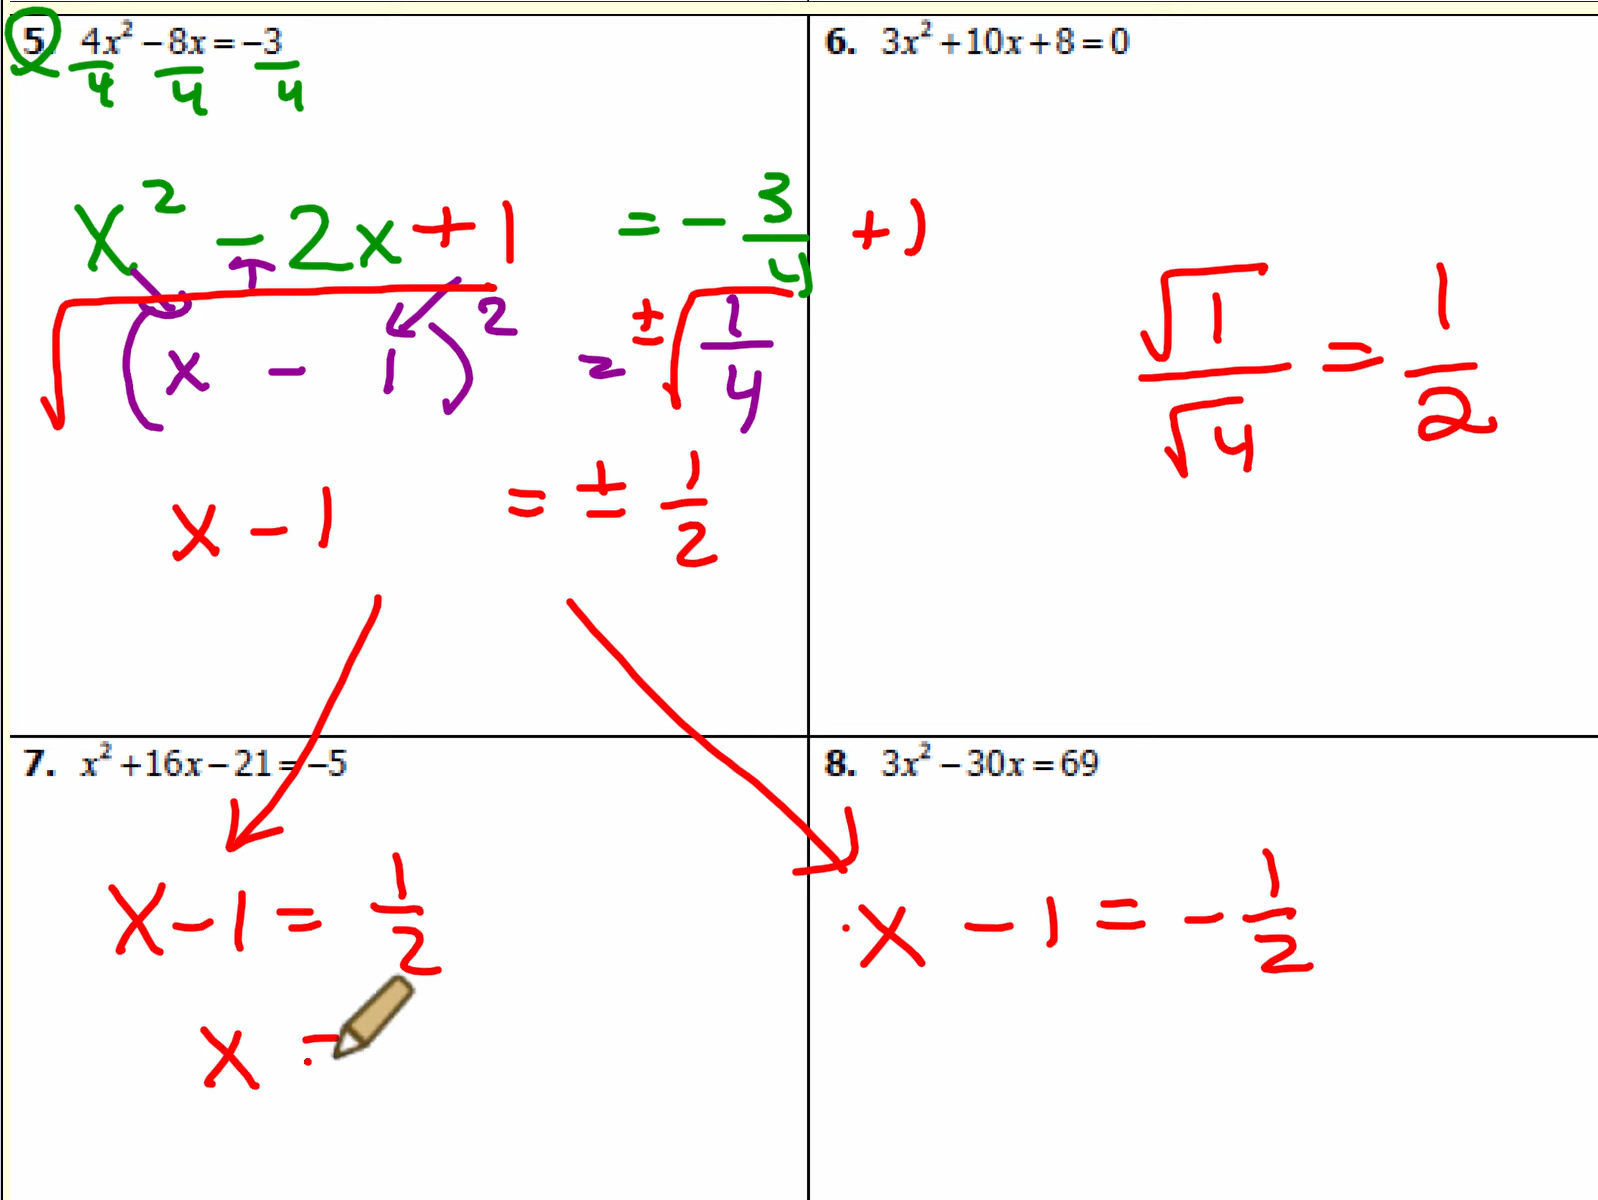 5. 4x² − 8x = −3
/4 /4 /4
x² − 2x + 1 = − 3/4 + 1
√(x − 1)² = ± √1/4
x − 1 = ± 1/2
6. 3x² + 10x + 8 = 0
√1/√4 = 1/2
7. x² + 16x − 21 = −5
x − 1 = 1/2
x =
8. 3x² − 30x = 69
x − 1 = − 1/2